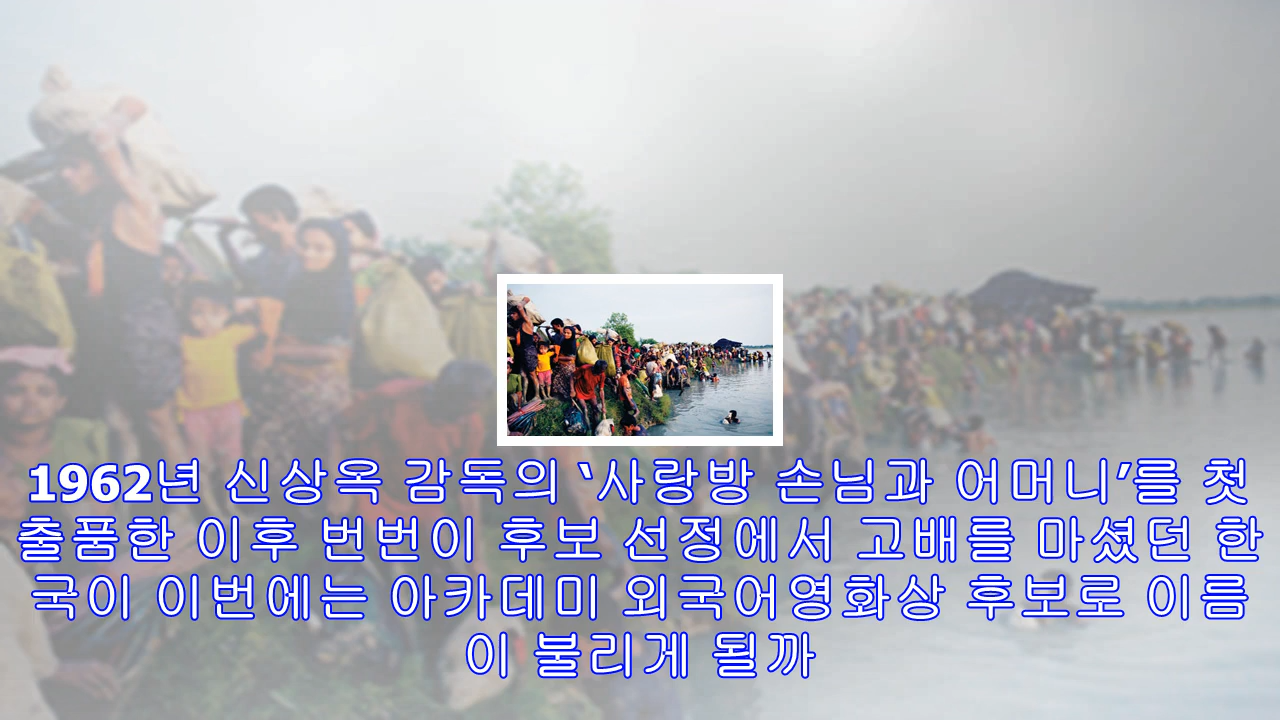 1962년 신상옥 감독의 ‘사랑방 손님과 어머니’를 첫
출품한 이후 번번이 후보 선정에서 고배를 마셨던 한
국이 이번에는 아카데미 외국어영화상 후보로 이름
이 불리게 될까